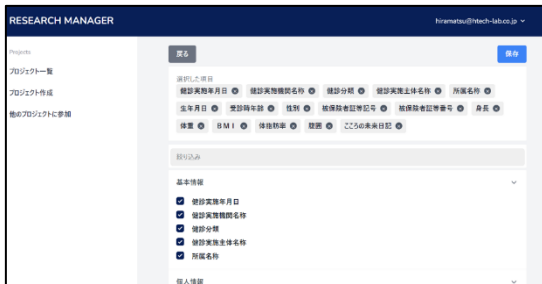 RESEARCH MANAGER
hiramatsu@htech-lab.co.jp
Projects
プロジェクト一覧
プロジェクト作成
他のプロジェクトに参加
戻る
保存
選択した項目
健診実施年月日 健診実施機関名称 健診分類 健診実施主体名称 所属名称
生年月日 受診時年齢 性別 被保険者証等記号 被保険者証等番号 身長
体重 BMI 体脂肪率 腹囲 こころの未来日記
絞り込み
基本情報
健診実施年月日
健診実施機関名称
健診分類
健診実施主体名称
所属名称
個人情報